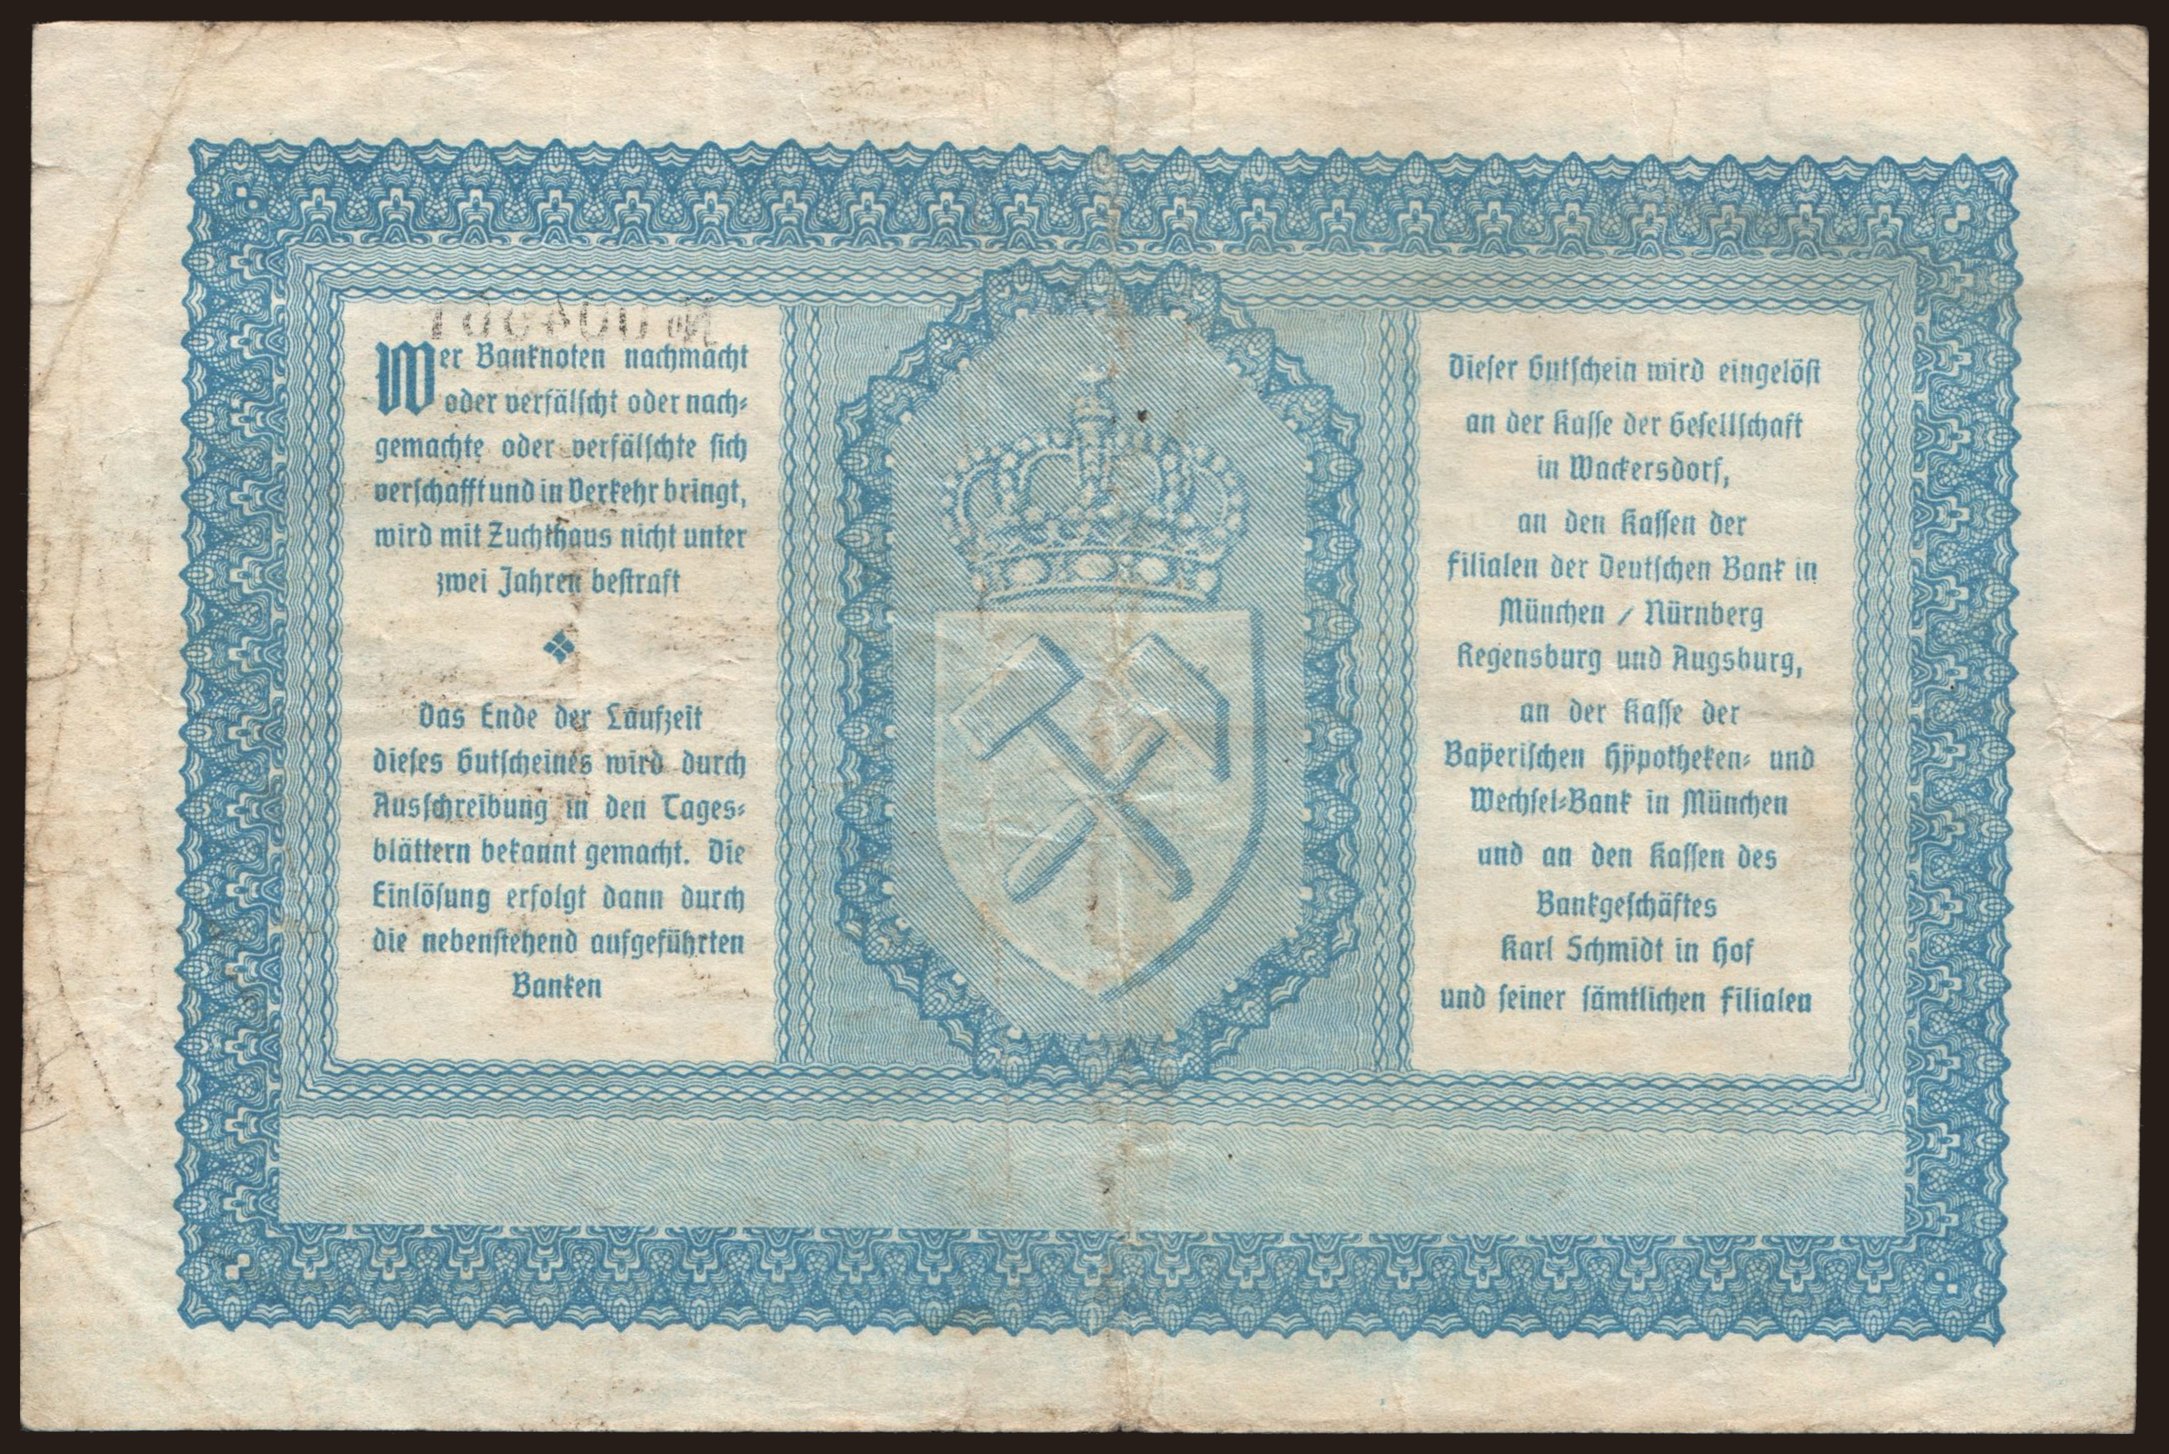 Wer Banknoten nachmacht
oder verfälscht oder nach-
gemachte oder verfälschte sich
verschafft und in Verkehr bringt,
wird mit Zuchthaus nicht unter
zwei Jahren bestraft
Das Ende der Laufzeit
dieses Gutscheines wird durch
Ausschreibung in den Tages-
blättern bekannt gemacht. Die
Einlösung erfolgt dann durch
die nebenstehend aufgeführten
Banken
Dieser Gutschein wird eingelöst
an der Kasse der Gesellschaft
in Wackersdorf,
an den Kassen der
Filialen der Deutschen Bank in
München / Nürnberg
Regensburg und Augsburg,
an der Kasse der
Baÿerischen Hÿpotheken- und
Wechsel-Bank in München
und an den Kassen des
Bankgeschäftes
Karl Schmidt in Hof
und seiner sämtlichen Filialen